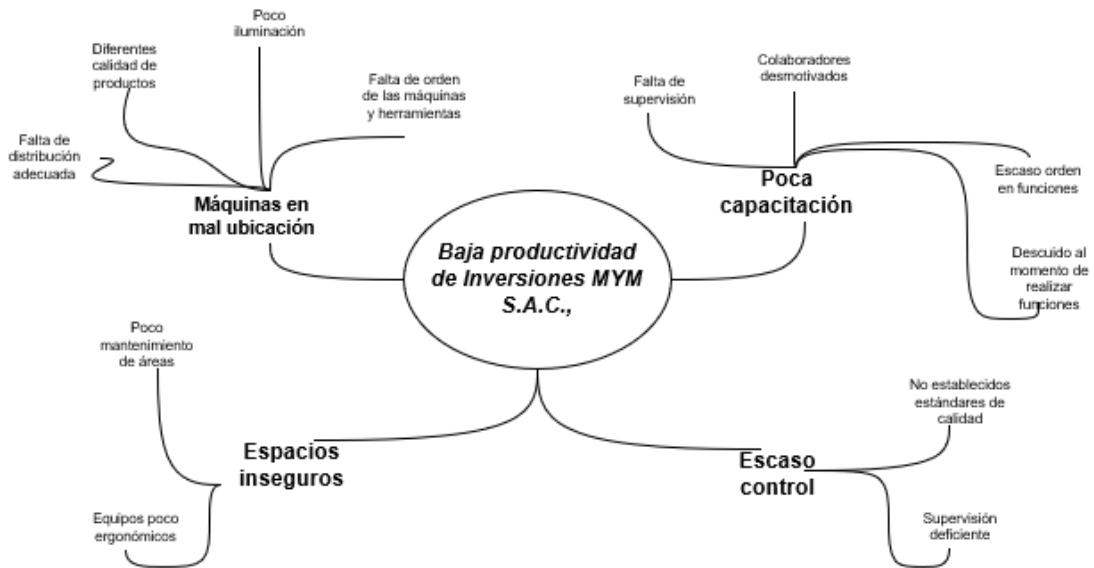 Poco
iluminación
Diferentes
calidad de
productos
Falta de orden
de las máquinas
y herramientas
Falta de
distribución
adecuada
Máquinas en
mal ubicación
Colaboradores
desmotivados
Falta de
supervisión
Escaso orden
en funciones
Poca
capacitación
Descuido al
momento de
realizar
funciones
Baja productividad
de Inversiones MYM
S.A.C.,
Poco
mantenimiento
de áreas
Espacios
inseguros
Equipos poco
ergonómicos
No establecidos
estándares de
calidad
Escaso
control
Supervisión
deficiente